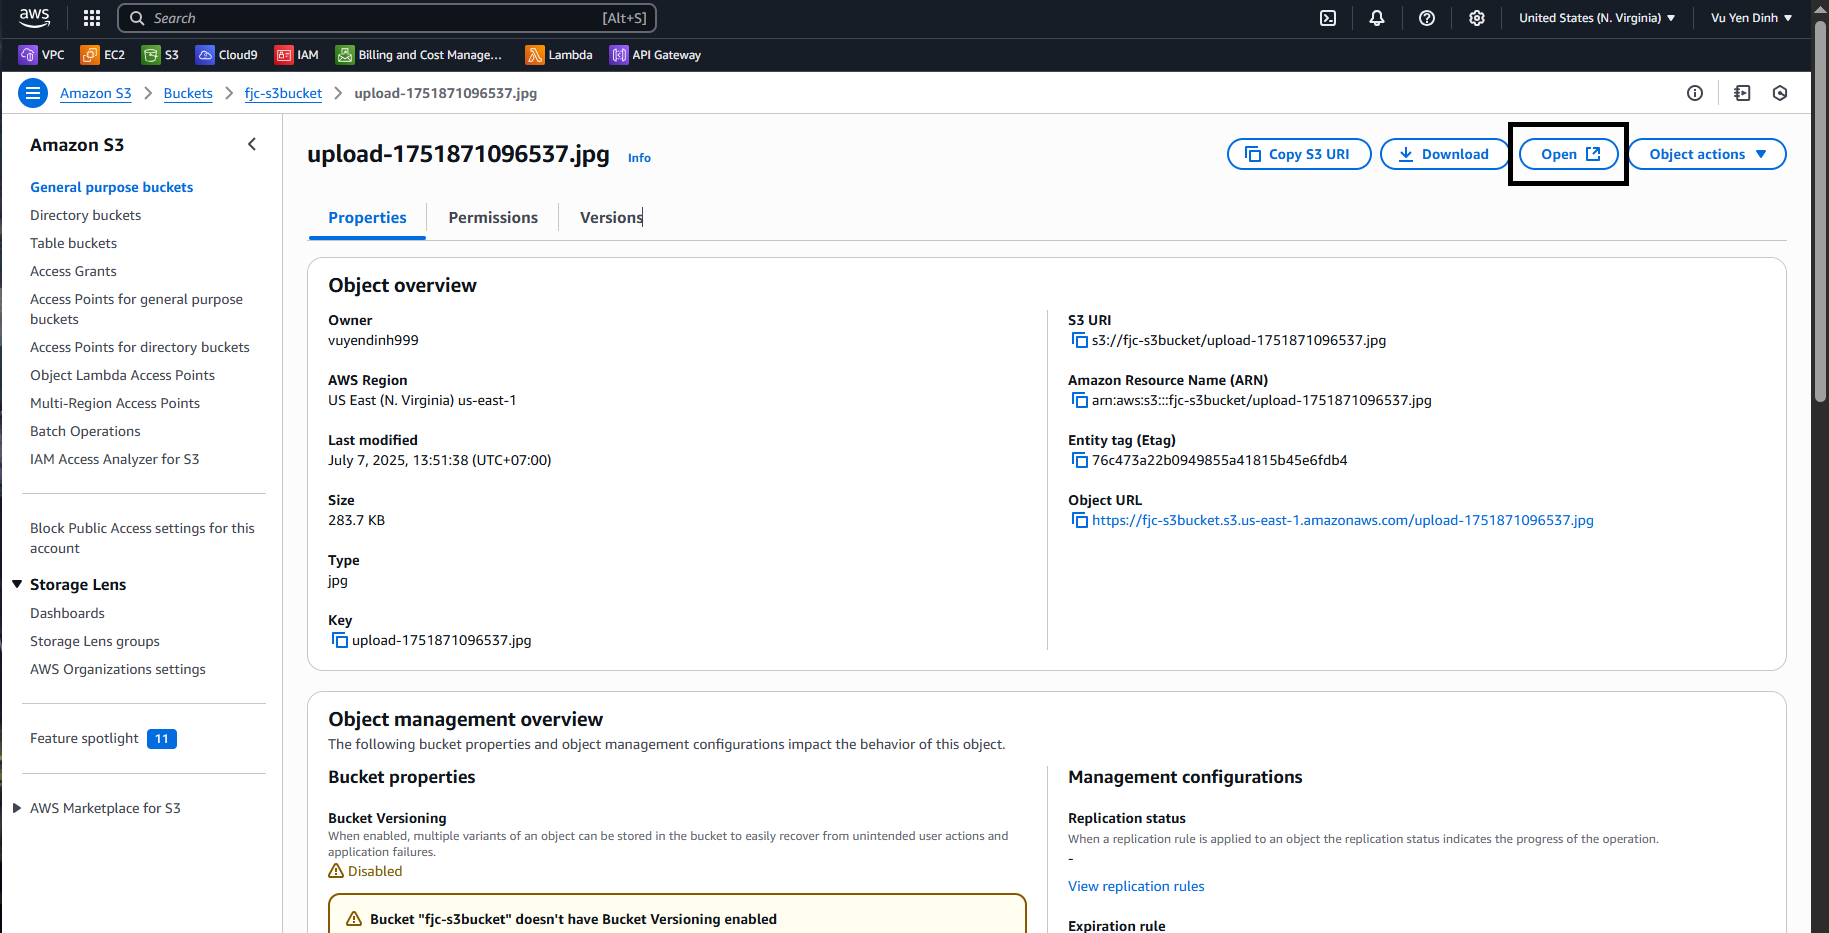 aws
Search [Alt+S]
United States (N. Virginia)
Vu Yen Dinh
VPC
EC2
S3
Cloud9
IAM
Billing and Cost Manage...
Lambda
API Gateway
Amazon S3
Buckets
fjc-s3bucket
upload-1751871096537.jpg
Amazon S3
General purpose buckets
Directory buckets
Table buckets
Access Grants
Access Points for general purpose
buckets
Access Points for directory buckets
Object Lambda Access Points
Multi-Region Access Points
Batch Operations
IAM Access Analyzer for S3
Block Public Access settings for this
account
Storage Lens
Dashboards
Storage Lens groups
AWS Organizations settings
Feature spotlight 11
AWS Marketplace for S3
upload-1751871096537.jpg Info
Copy S3 URI
Download
Open
Object actions
Properties
Permissions
Versions
Object overview
Owner
vuyendinh999
AWS Region
US East (N. Virginia) us-east-1
Last modified
July 7, 2025, 13:51:38 (UTC+07:00)
Size
283.7 KB
Type
jpg
Key
upload-1751871096537.jpg
S3 URI
s3://fjc-s3bucket/upload-1751871096537.jpg
Amazon Resource Name (ARN)
arn:aws:s3:::fjc-s3bucket/upload-1751871096537.jpg
Entity tag (Etag)
76c473a22b0949855a41815b45e6fdb4
Object URL
https://fjc-s3bucket.s3.us-east-1.amazonaws.com/upload-1751871096537.jpg
Object management overview
The following bucket properties and object management configurations impact the behavior of this object.
Bucket properties
Bucket Versioning
When enabled, multiple variants of an object can be stored in the bucket to easily recover from unintended user actions and
application failures.
Disabled
Bucket "fjc-s3bucket" doesn't have Bucket Versioning enabled
Management configurations
Replication status
When a replication rule is applied to an object the replication status indicates the progress of the operation.
-
View replication rules
Expiration rule